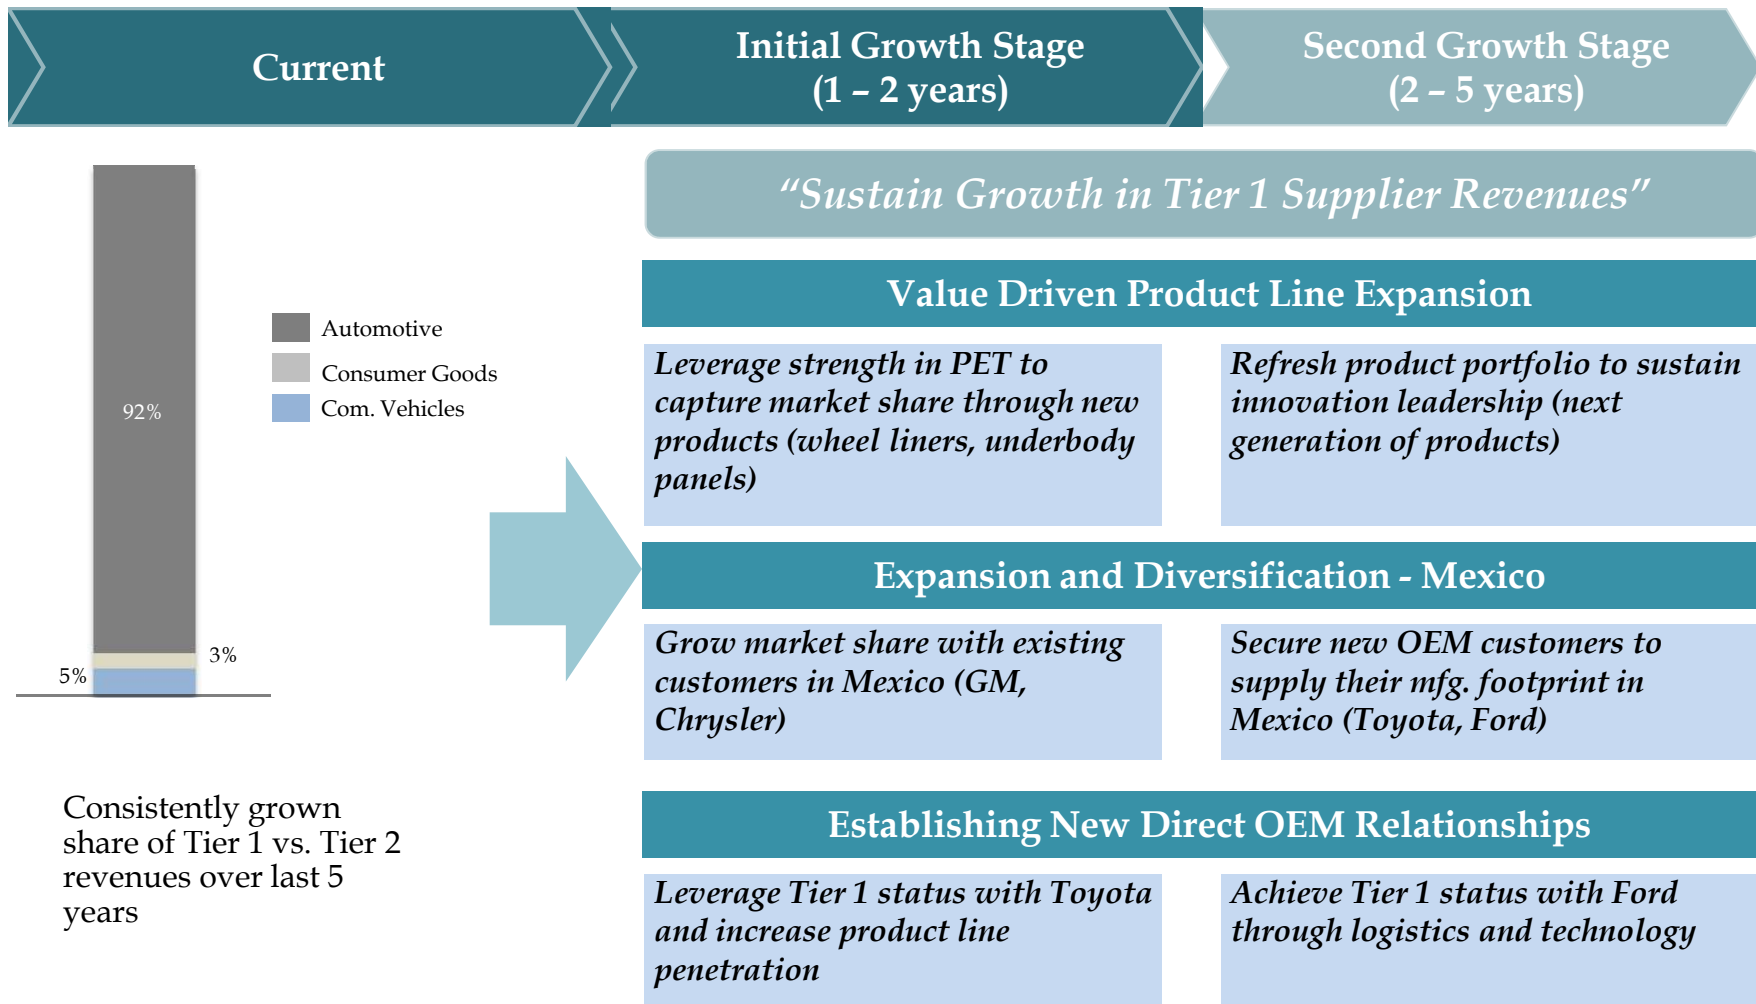 Current
Initial Growth Stage
(1 – 2 years)
Second Growth Stage
(2 – 5 years)
“Sustain Growth in Tier 1 Supplier Revenues”
Automotive
Consumer Goods
Com. Vehicles
92%
3%
5%
Consistently grown
share of Tier 1 vs. Tier 2
revenues over last 5
years
Value Driven Product Line Expansion
Leverage strength in PET to
capture market share through new
products (wheel liners, underbody
panels)
Refresh product portfolio to sustain
innovation leadership (next
generation of products)
Expansion and Diversification - Mexico
Grow market share with existing
customers in Mexico (GM,
Chrysler)
Secure new OEM customers to
supply their mfg. footprint in
Mexico (Toyota, Ford)
Establishing New Direct OEM Relationships
Leverage Tier 1 status with Toyota
and increase product line
penetration
Achieve Tier 1 status with Ford
through logistics and technology